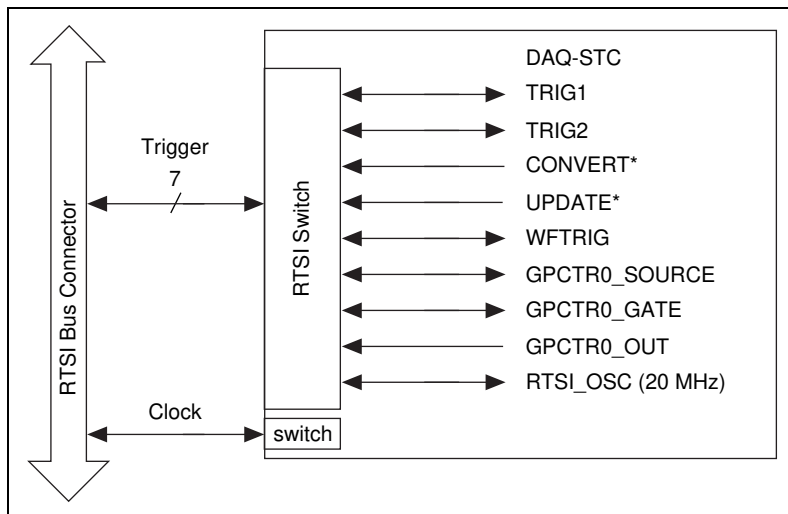 DAQ-STC
TRIG1
TRIG2
CONVERT*
UPDATE*
WFTRIG
GPCTR0_SOURCE
GPCTR0_GATE
GPCTR0_OUT
RTSI_OSC (20 MHz)
Trigger
7
Clock
switch
RTSI Switch
RTSI Bus Connector